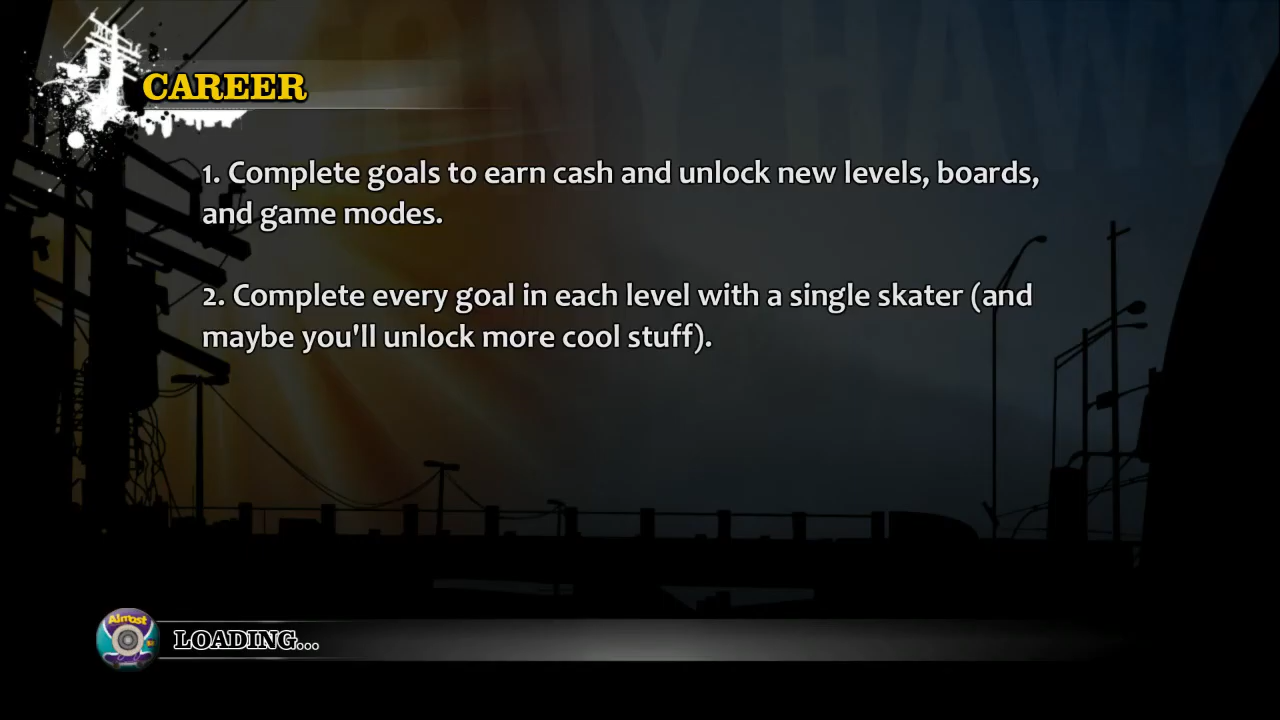 CAREER
1. Complete goals to earn cash and unlock new levels, boards,
and game modes.
2. Complete every goal in each level with a single skater (and
maybe you'll unlock more cool stuff).
Almost
LOADING...